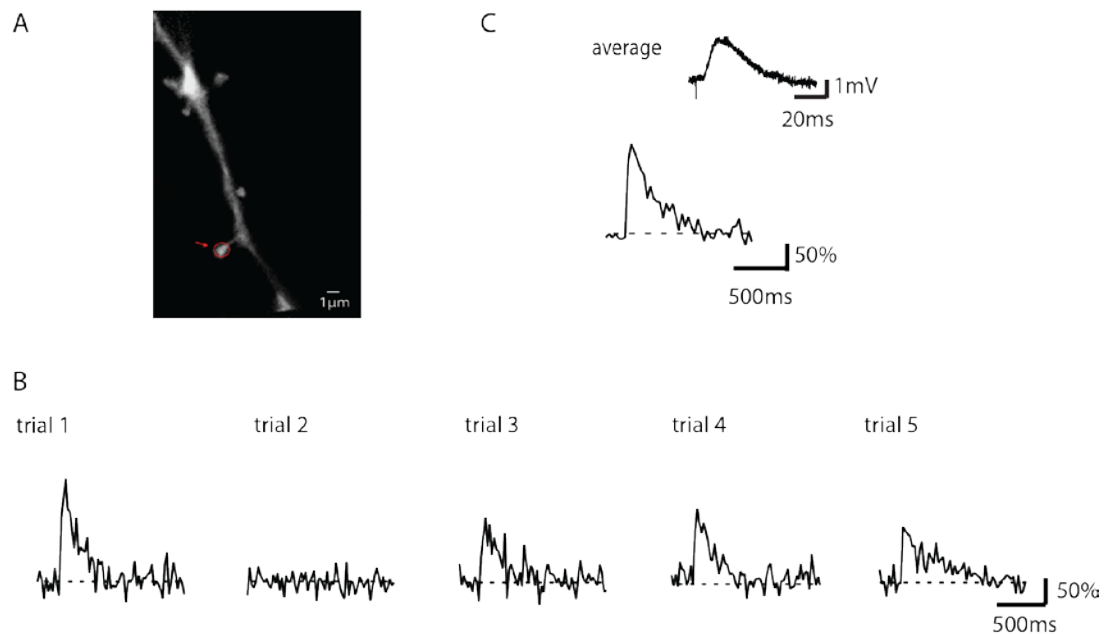 A
C
average
1mV
20ms
50%
500ms
1µm
B
trial 1
trial 2
trial 3
trial 4
trial 5
50%
500ms